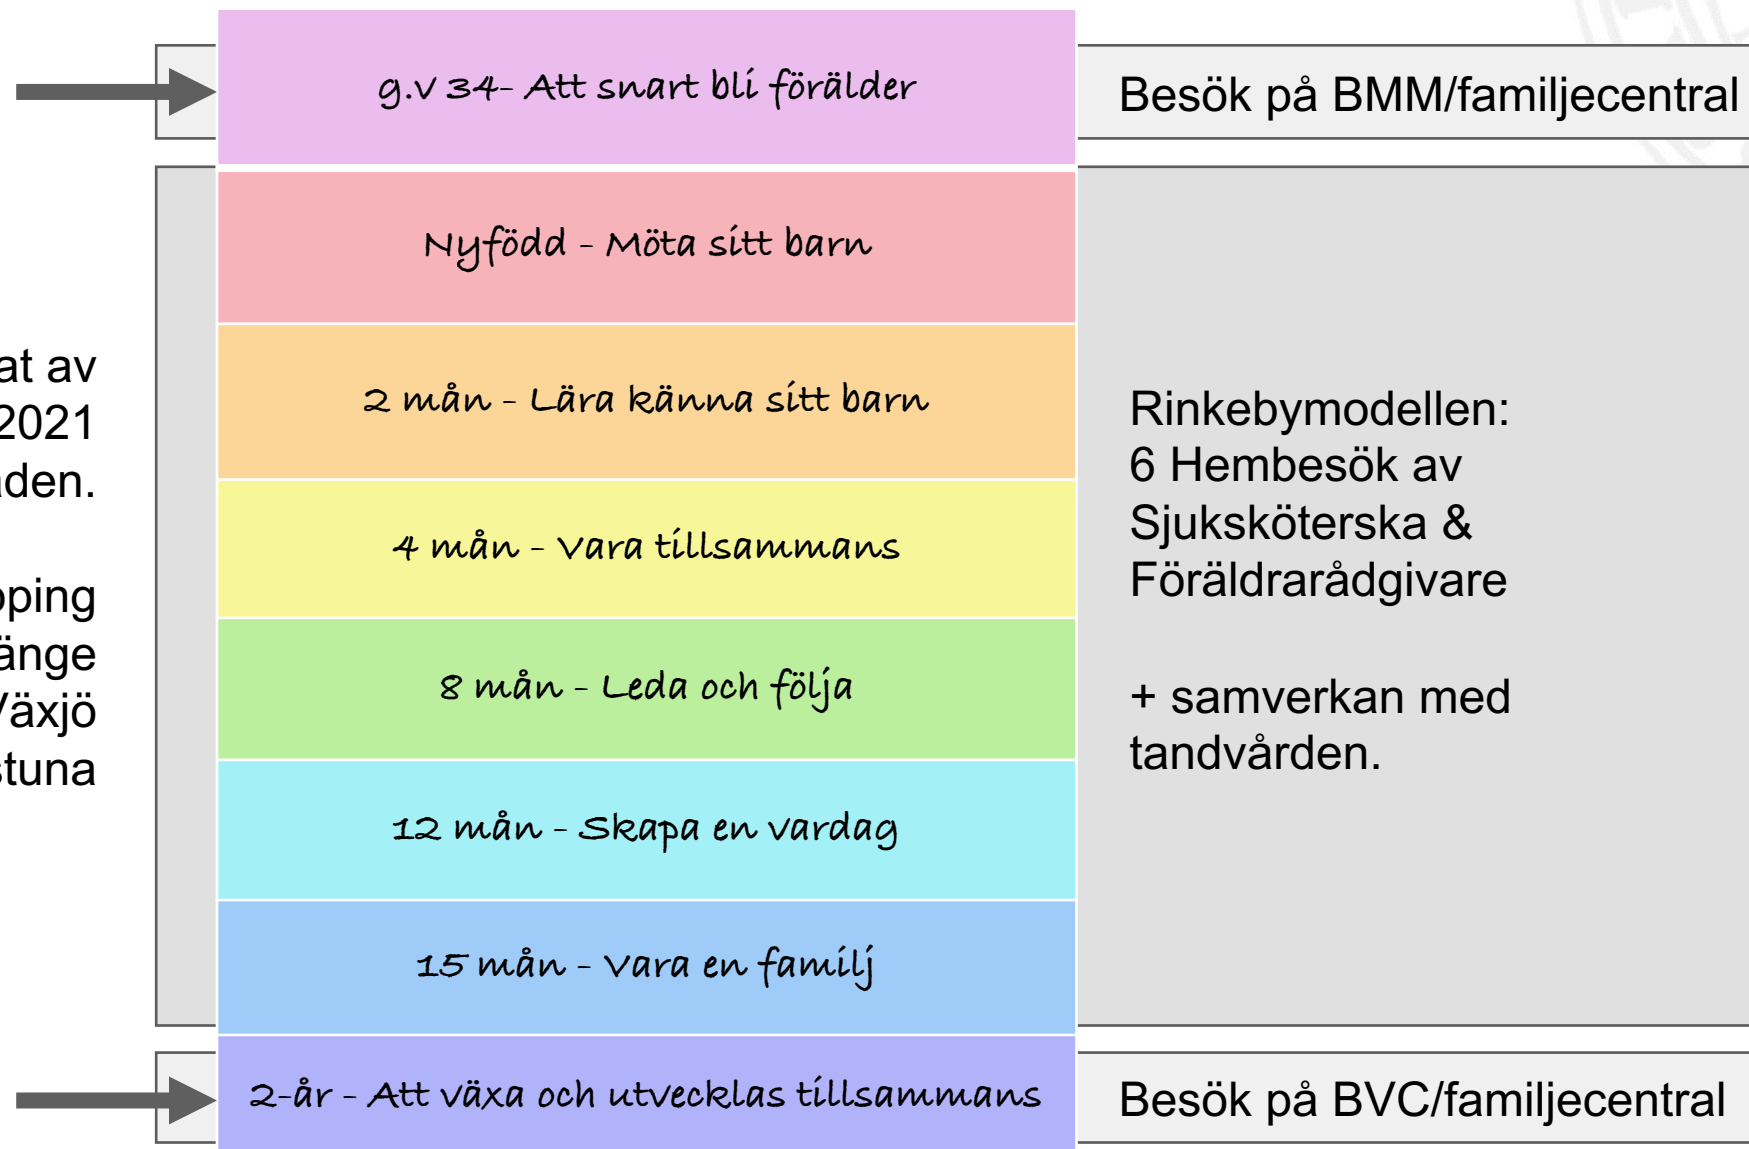 g.v 34- Att snart bli förälder
Besök på BMM/familjecentral
Nyfödd - Möta sitt barn
2 mån - Lära känna sitt barn
4 mån - Vara tillsammans
8 mån - Leda och följa
12 mån - Skapa en vardag
15 mån - Vara en familj
2-år - Att växa och utvecklas tillsammans
Rinkebymodellen:
6 Hembesök av
Sjuksköterska &
Föräldrarådgivare
+ samverkan med
tandvården.
Besök på BVC/familjecentral
at av
2021
den.
ping
änge
Växjö
stuna